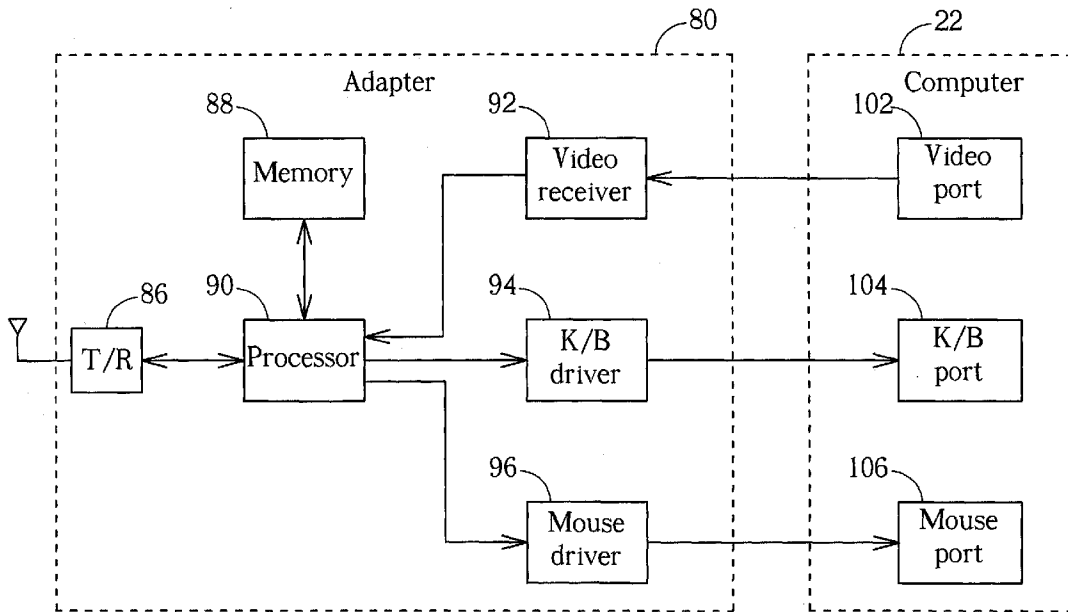 80
22
Adapter
Computer
88
92
102
Memory
Video
receiver
Video
port
86
90
94
104
T/R
Processor
K/B
driver
K/B
port
96
106
Mouse
driver
Mouse
port